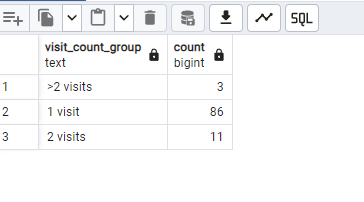 SQL
visit_count_group count
text bigint
1 >2 visits 3
2 1 visit 86
3 2 visits 11